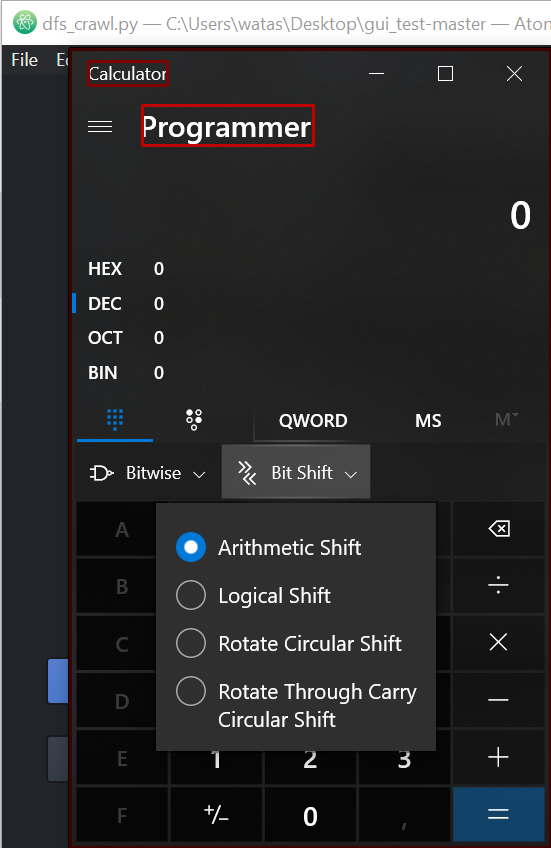 dfs_crawl.py — C:\Users\watas\Desktop\gui_test-master — Atom
File
Calculator
Programmer
0
HEX 0
DEC 0
OCT 0
BIN 0
QWORD MS M˅
Bitwise Bit Shift
A
Arithmetic Shift
B ÷
Logical Shift
C ×
Rotate Circular Shift
D −
Rotate Through Carry
Circular Shift
E 1 2 3 +
F +/− 0 , =